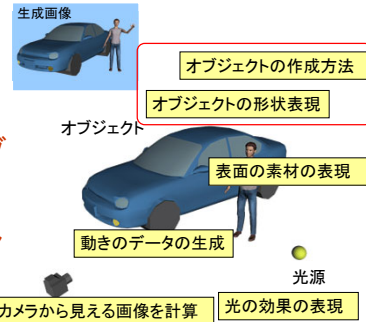 生成画像
オブジェクトの作成方法
オブジェクトの形状表現
オブジェクト
表面の素材の表現
動きのデータの生成
光源
カメラから見える画像を計算
光の効果の表現